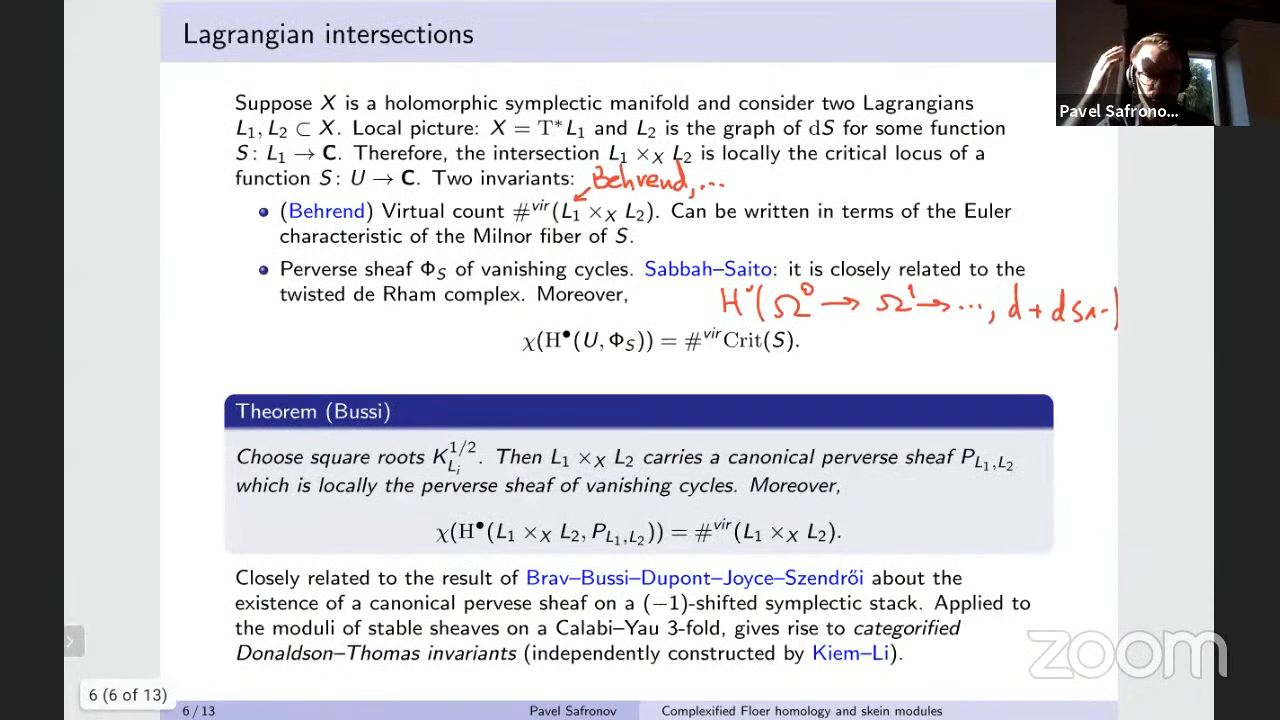 Lagrangian intersections
Pavel Safrono...
Suppose X is a holomorphic symplectic manifold and consider two Lagrangians
L₁, L₂ ⊂ X. Local picture: X = T*L₁ and L₂ is the graph of dS for some function
S: L₁ → C. Therefore, the intersection L₁ ×_X L₂ is locally the critical locus of a
function S: U → C. Two invariants: Behrend, ...
• (Behrend) Virtual count #^vir(L₁ ×_X L₂). Can be written in terms of the Euler
characteristic of the Milnor fiber of S.
• Perverse sheaf Φ_S of vanishing cycles. Sabbah–Saito: it is closely related to the
twisted de Rham complex. Moreover,
H•(Ω⁰ → Ω¹ → ..., d + dS∧-)
χ(H•(U, Φ_S)) = #^vir Crit(S).
Theorem (Bussi)
Choose square roots K_{L_i}^{1/2}. Then L₁ ×_X L₂ carries a canonical perverse sheaf P_{L₁,L₂}
which is locally the perverse sheaf of vanishing cycles. Moreover,
χ(H•(L₁ ×_X L₂, P_{L₁,L₂})) = #^vir(L₁ ×_X L₂).
Closely related to the result of Brav–Bussi–Dupont–Joyce–Szendrői about the
existence of a canonical pervese sheaf on a (−1)-shifted symplectic stack. Applied to
the moduli of stable sheaves on a Calabi–Yau 3-fold, gives rise to categorified
Donaldson–Thomas invariants (independently constructed by Kiem–Li).
zoom
6 (6 of 13)
6 / 13 Pavel Safronov Complexified Floer homology and skein modules